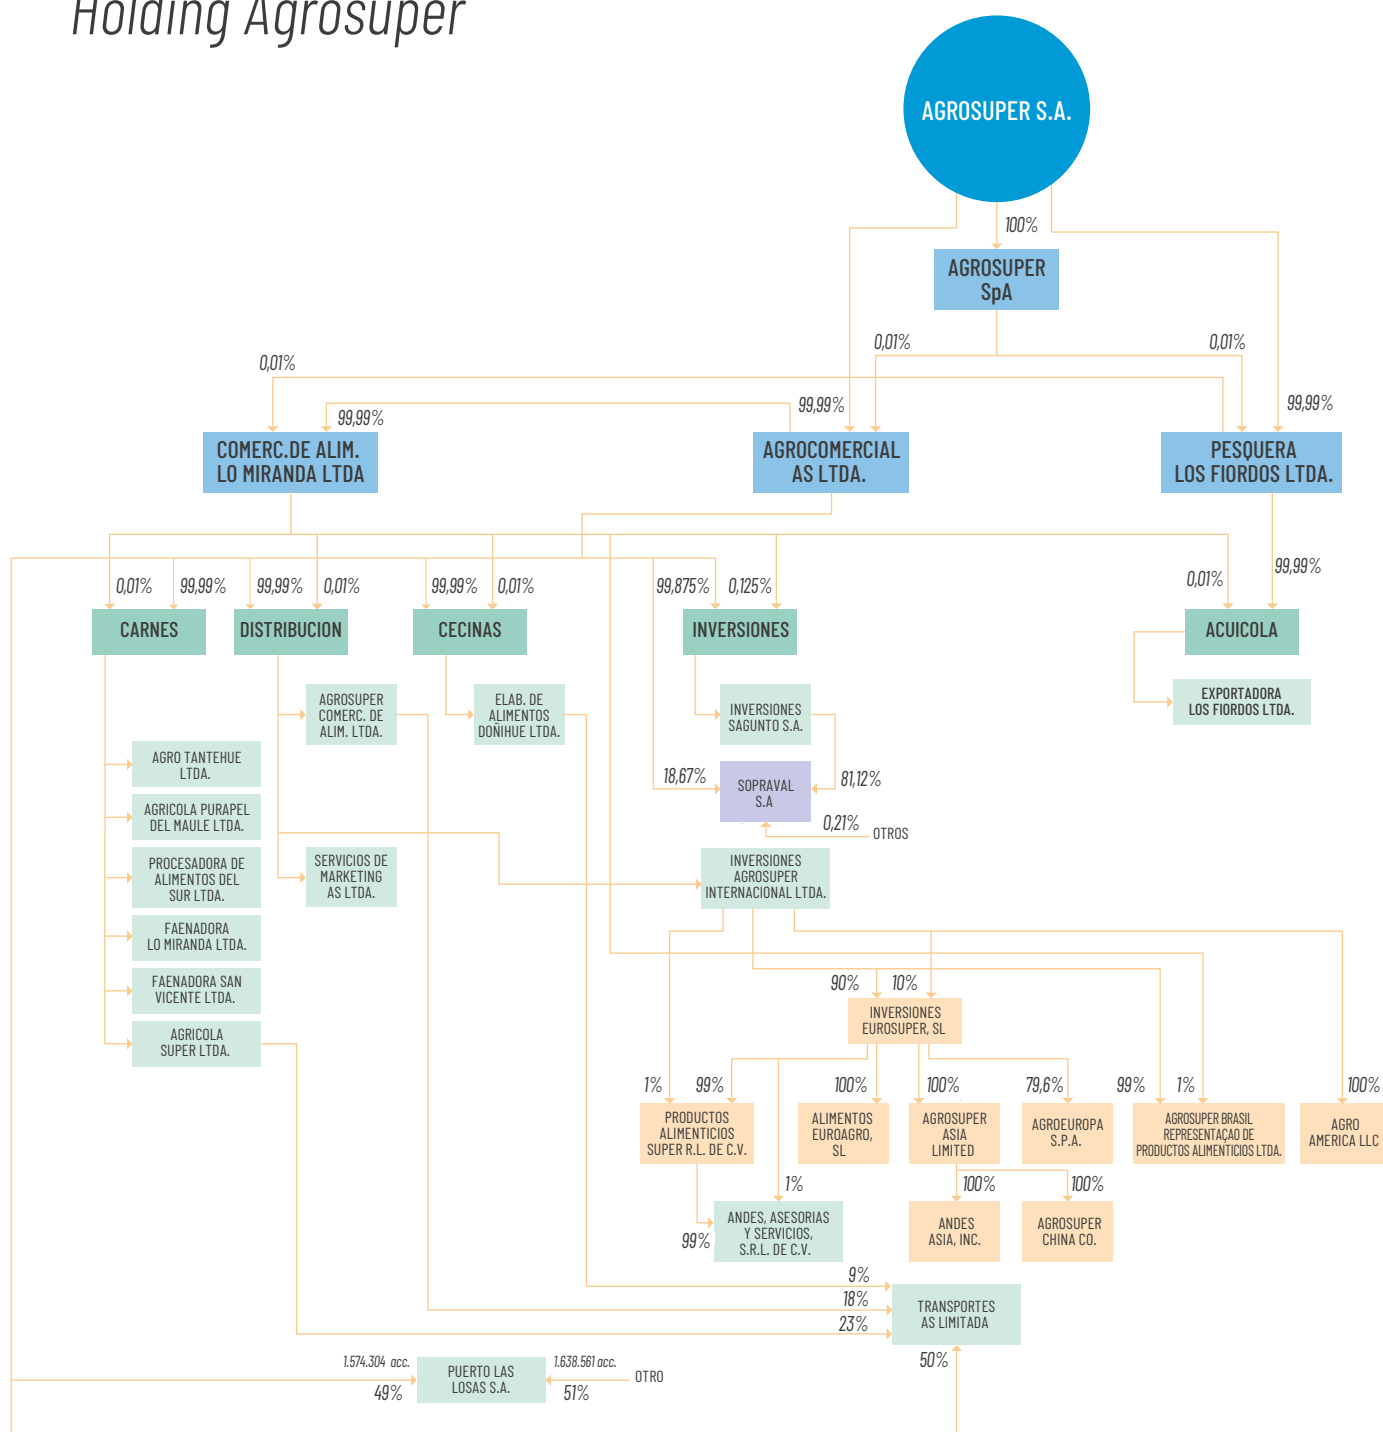 Holding Agrosuper
AGROSUPER S.A.
100%
AGROSUPER
SpA
0,01%
0,01%
0,01%
99,99%
99,99%
99,99%
COMERC.DE ALIM.
LO MIRANDA LTDA
AGROCOMERCIAL
AS LTDA.
PESQUERA
LOS FIORDOS LTDA.
0,01%
99,99%
99,99%
0,01%
99,99%
0,01%
99,875%
0,125%
0,01%
99,99%
CARNES
DISTRIBUCION
CECINAS
INVERSIONES
ACUICOLA
AGROSUPER
COMERC. DE
ALIM. LTDA.
ELAB. DE
ALIMENTOS
DOÑIHUE LTDA.
INVERSIONES
SAGUNTO S.A.
EXPORTADORA
LOS FIORDOS LTDA.
AGRO TANTEHUE
LTDA.
18,67%
SOPRAVAL
S.A
81,12%
0,21%
OTROS
AGRICOLA PURAPEL
DEL MAULE LTDA.
PROCESADORA DE
ALIMENTOS DEL
SUR LTDA.
SERVICIOS DE
MARKETING
AS LTDA.
INVERSIONES
AGROSUPER
INTERNACIONAL LTDA.
FAENADORA
LO MIRANDA LTDA.
FAENADORA SAN
VICENTE LTDA.
AGRICOLA
SUPER LTDA.
90%
10%
INVERSIONES
EUROSUPER, SL
1%
99%
100%
100%
79,6%
99%
1%
100%
PRODUCTOS
ALIMENTICIOS
SUPER R.L. DE C.V.
ALIMENTOS
EUROAGRO,
SL
AGROSUPER
ASIA
LIMITED
AGROEUROPA
S.P.A.
AGROSUPER BRASIL
REPRESENTAÇAO DE
PRODUCTOS ALIMENTICIOS LTDA.
AGRO
AMERICA LLC
1%
100%
100%
99%
ANDES, ASESORIAS
Y SERVICIOS,
S.R.L. DE C.V.
ANDES
ASIA, INC.
AGROSUPER
CHINA CO.
9%
18%
23%
TRANSPORTES
AS LIMITADA
50%
1.574.304 acc.
49%
PUERTO LAS
LOSAS S.A.
1.638.561 acc.
51%
OTRO